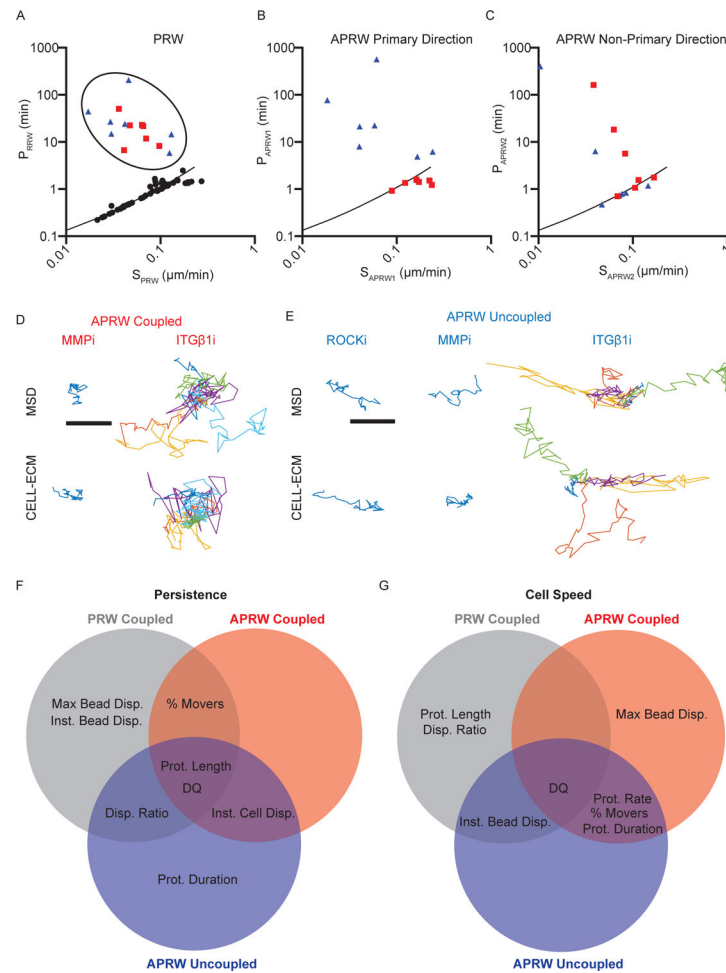 A
PRW
P_RRW (min)
1000
100
10
1
0.1
0.01
0.1
1
S_PRW (µm/min)
B
APRW Primary Direction
P_APRW1 (min)
1000
100
10
1
0.1
0.01
0.1
1
S_APRW1 (µm/min)
C
APRW Non-Primary Direction
P_APRW2 (min)
1000
100
10
1
0.1
0.01
0.1
1
S_APRW2 (µm/min)
D
APRW Coupled
MMPi ITGβ1i
MSD
CELL-ECM
E
APRW Uncoupled
ROCKi MMPi ITGβ1i
MSD
CELL-ECM
F
Persistence
PRW Coupled
APRW Coupled
Max Bead Disp.
Inst. Bead Disp.
% Movers
Prot. Length
DQ
Disp. Ratio
Inst. Cell Disp.
Prot. Duration
APRW Uncoupled
G
Cell Speed
PRW Coupled
APRW Coupled
Prot. Length
Disp. Ratio
Max Bead Disp.
DQ
Inst. Bead Disp.
Prot. Rate
% Movers
Prot. Duration
APRW Uncoupled